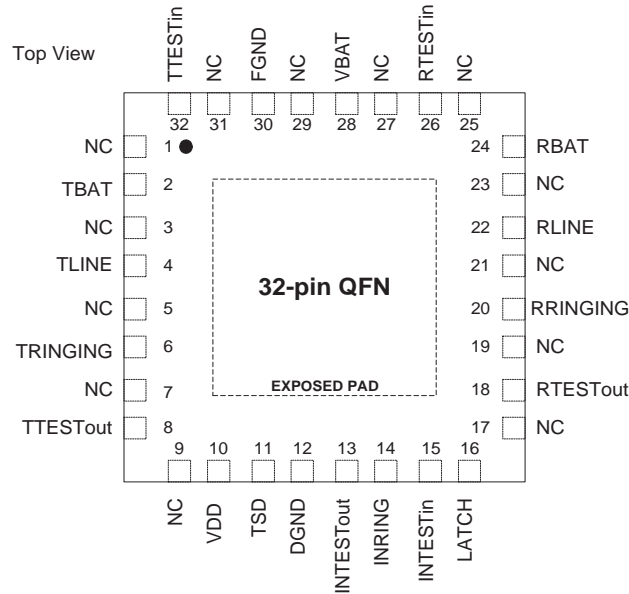 Top View
TTESTin
NC
FGND
NC
VBAT
NC
RTESTin
NC
32
31
30
29
28
27
26
25
NC 1
TBAT 2
NC 3
TLINE 4
NC 5
TRINGING 6
NC 7
TTESTout 8
24 RBAT
23 NC
22 RLINE
21 NC
20 RRINGING
19 NC
18 RTESTout
17 NC
32-pin QFN
EXPOSED PAD
9
10
11
12
13
14
15
16
NC
VDD
TSD
DGND
INTESTout
INRING
INTESTin
LATCH